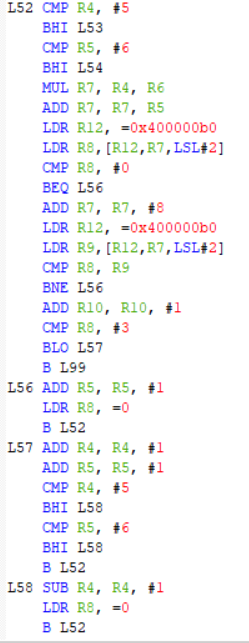 L52 CMP R4, #5
BHI L53
CMP R5, #6
BHI L54
MUL R7, R4, R6
ADD R7, R7, R5
LDR R12, =0x400000b0
LDR R8,[R12,R7,LSL#2]
CMP R8, #0
BEQ L56
ADD R7, R7, #8
LDR R12, =0x400000b0
LDR R9,[R12,R7,LSL#2]
CMP R8, R9
BNE L56
ADD R10, R10, #1
CMP R8, #3
BLO L57
B L99
L56 ADD R5, R5, #1
LDR R8, =0
B L52
L57 ADD R4, R4, #1
ADD R5, R5, #1
CMP R4, #5
BHI L58
CMP R5, #6
BHI L58
B L52
L58 SUB R4, R4, #1
LDR R8, =0
B L52